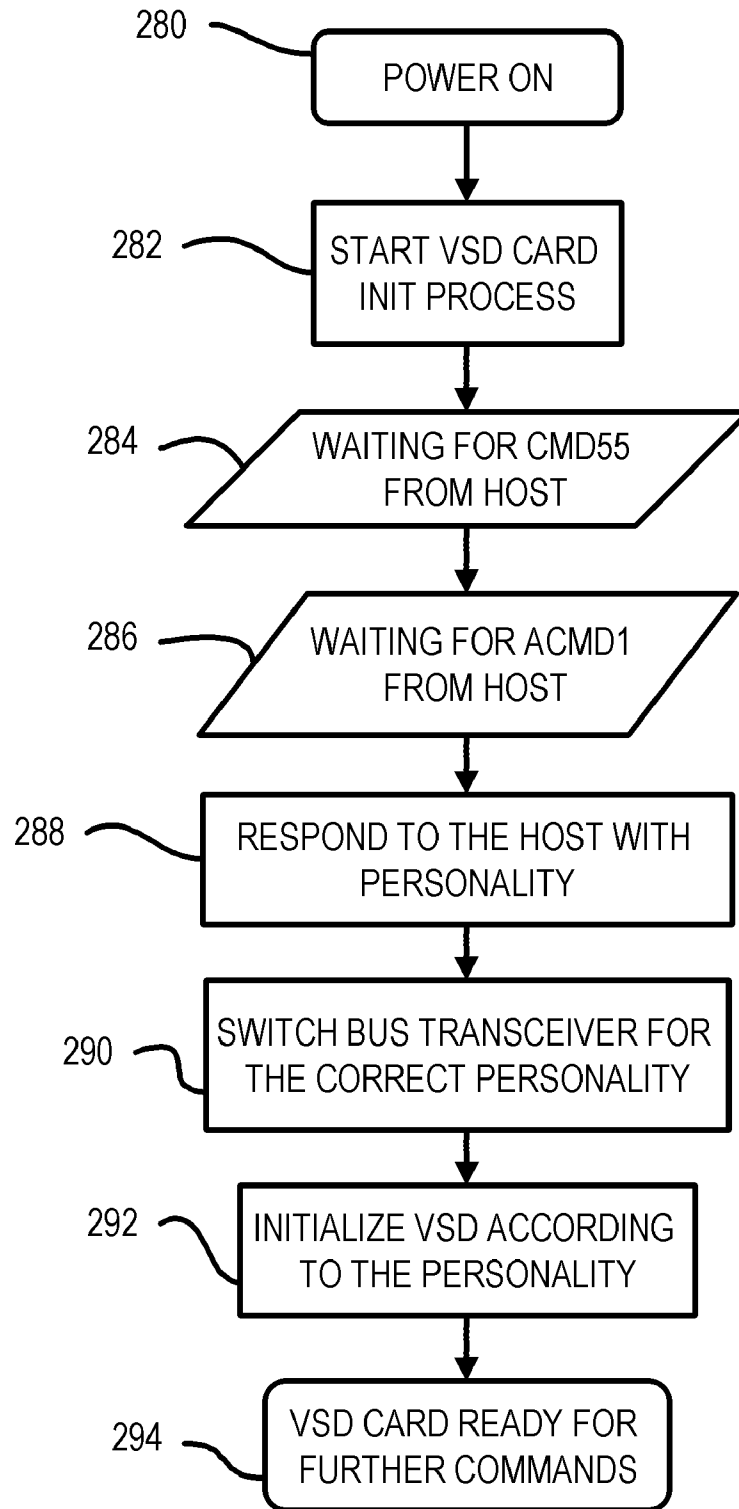 280
POWER ON
282
START VSD CARD
INIT PROCESS
284
WAITING FOR CMD55
FROM HOST
286
WAITING FOR ACMD1
FROM HOST
288
RESPOND TO THE HOST WITH
PERSONALITY
290
SWITCH BUS TRANSCEIVER FOR
THE CORRECT PERSONALITY
292
INITIALIZE VSD ACCORDING
TO THE PERSONALITY
294
VSD CARD READY FOR
FURTHER COMMANDS